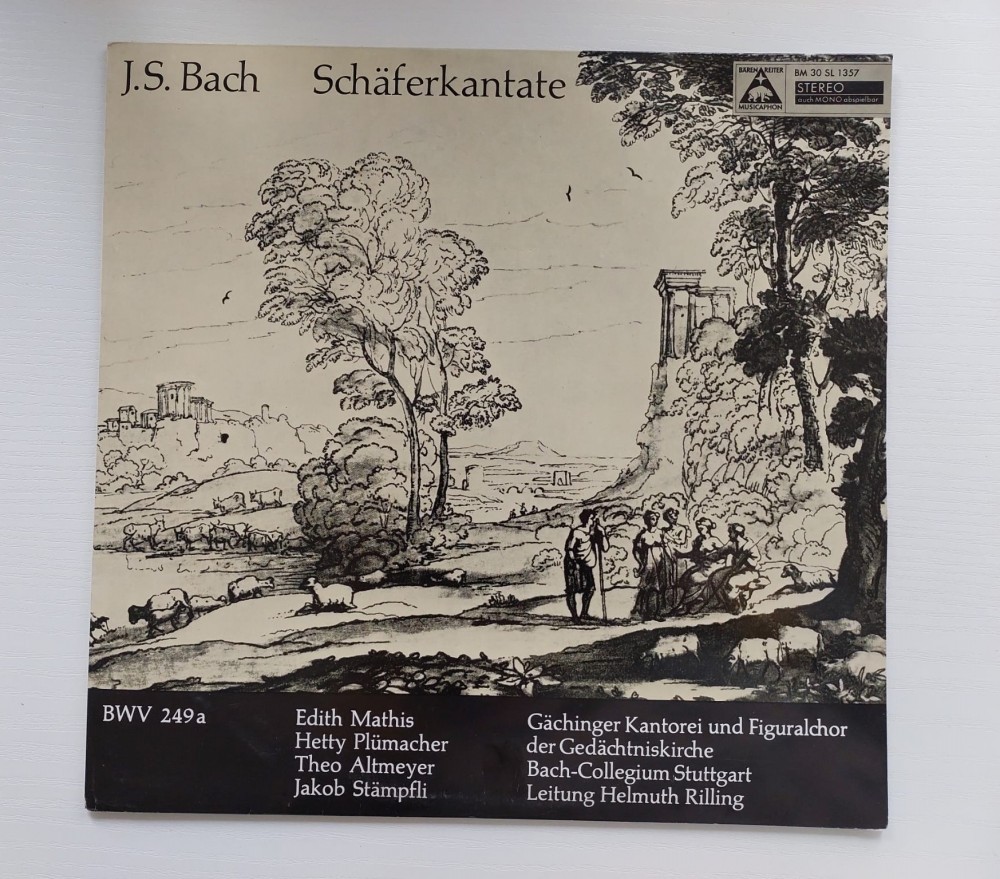 J.S. Bach Schäferkantate
BÄRENREITER
MUSICAPHON
BM 30 SL 1357
STEREO
auch MONO abspielbar
BWV 249a
Edith Mathis
Hetty Plümacher
Theo Altmeyer
Jakob Stämpfli
Gächinger Kantorei und Figuralchor
der Gedächtniskirche
Bach-Collegium Stuttgart
Leitung Helmuth Rilling